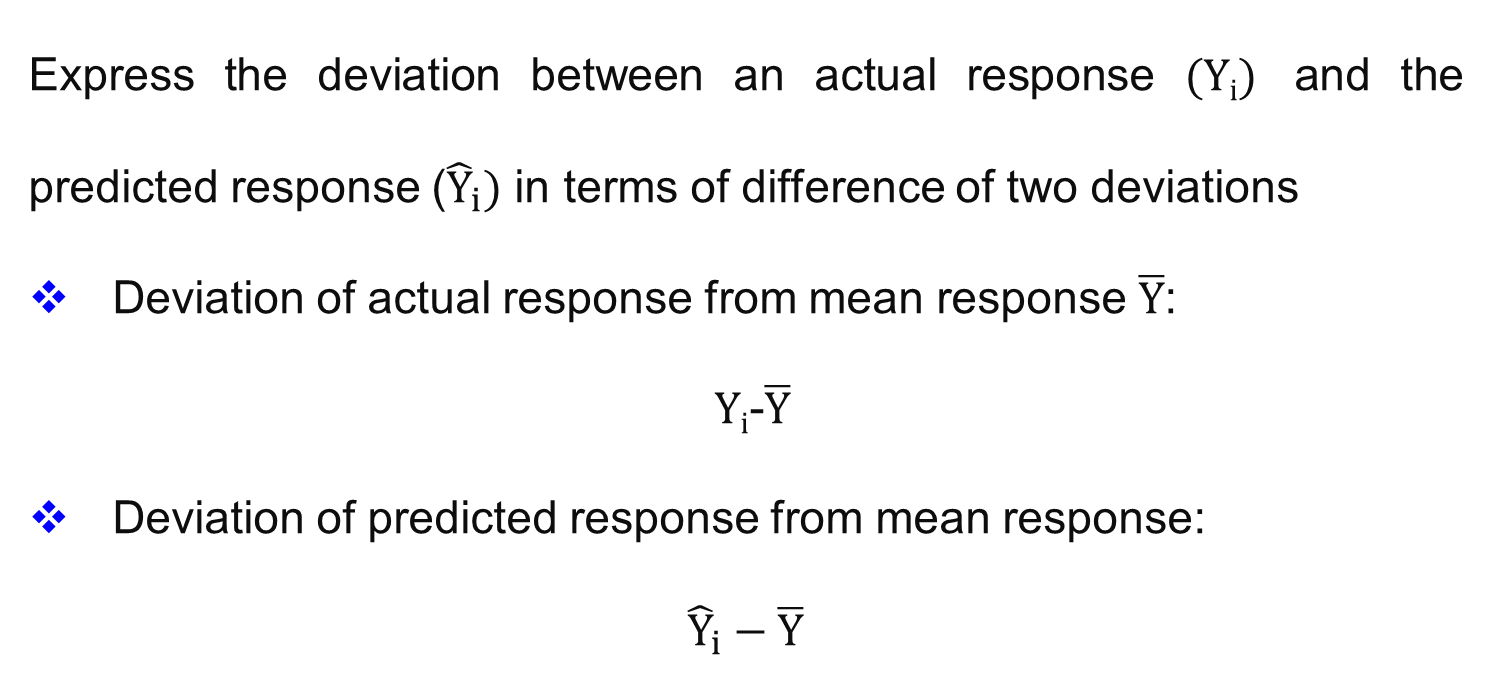 Express the deviation between an actual response (Yᵢ) and the
predicted response (Ŷᵢ) in terms of difference of two deviations
❖ Deviation of actual response from mean response Y̅:
Yᵢ-Y̅
❖ Deviation of predicted response from mean response:
Ŷᵢ − Y̅